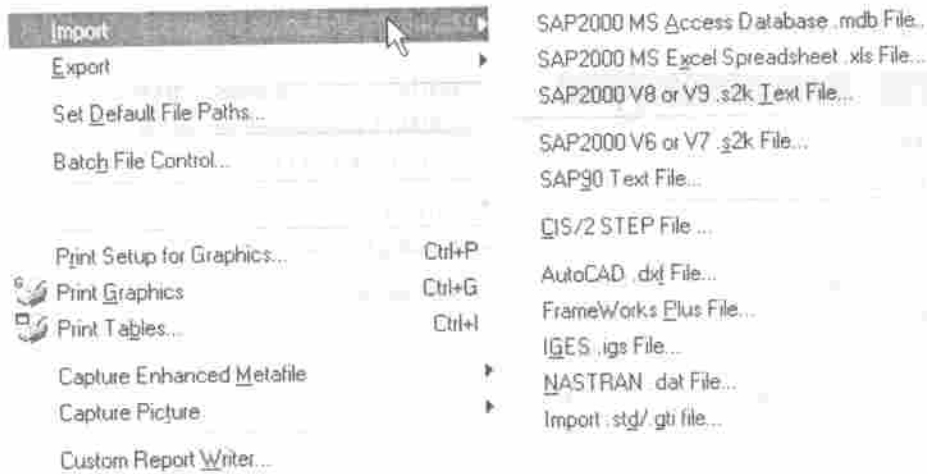 Import
Export
Set Default File Paths...
Batch File Control...
Print Setup for Graphics... Ctrl+P
Print Graphics Ctrl+G
Print Tables... Ctrl+I
Capture Enhanced Metafile
Capture Picture
Custom Report Writer...
SAP2000 MS Access Database .mdb File..
SAP2000 MS Excel Spreadsheet .xls File...
SAP2000 V8 or V9 .s2k Text File...
SAP2000 V6 or V7 .s2k File...
SAP90 Text File...
CIS/2 STEP File ...
AutoCAD .dxf File...
FrameWorks Plus File...
IGES .igs File...
NASTRAN .dat File...
Import .std/.gti file...